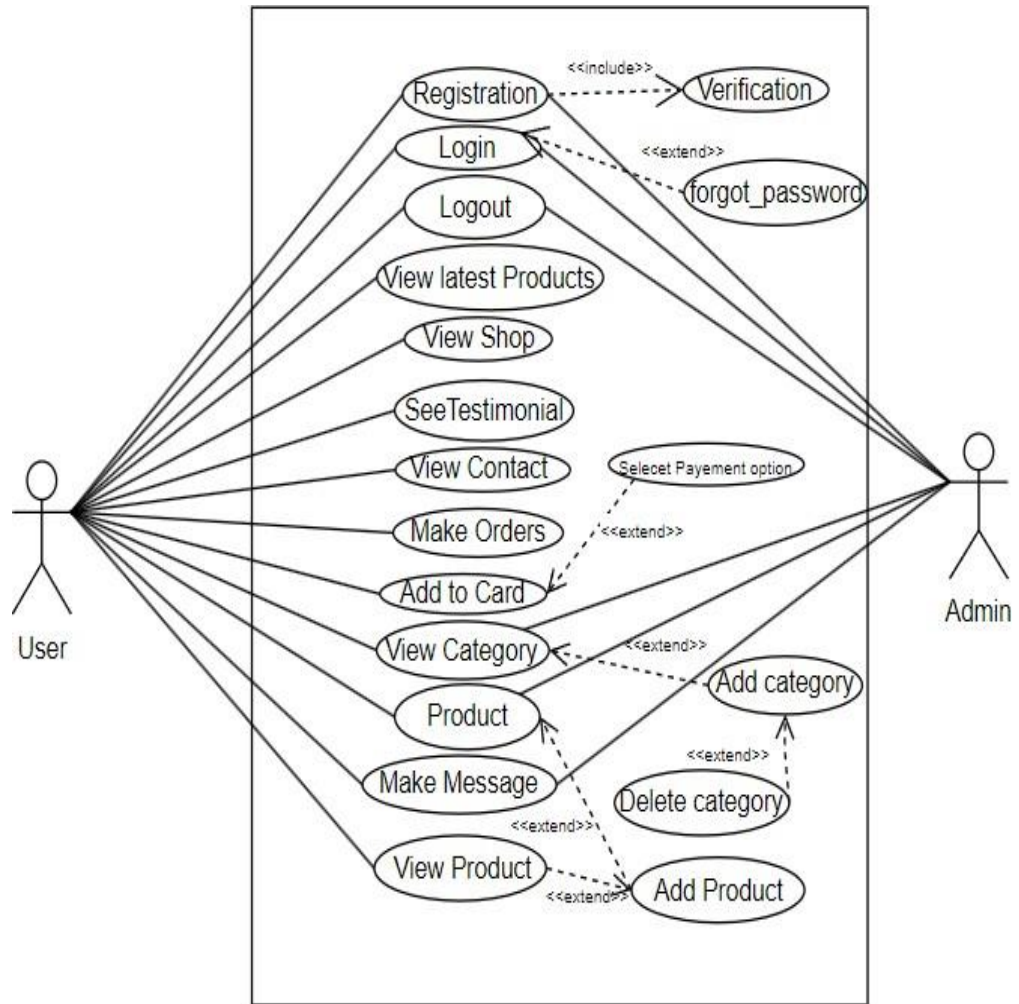 <<include>>
Registration
Verification
Login
<<extend>>
forgot_password
Logout
View latest Products
View Shop
SeeTestimonial
View Contact
Selecet Payement option
Make Orders
<<extend>>
Add to Card
User
Admin
View Category
<<extend>>
Add category
Product
<<extend>>
Make Message
Delete category
<<extend>>
View Product
<<extend>>
Add Product